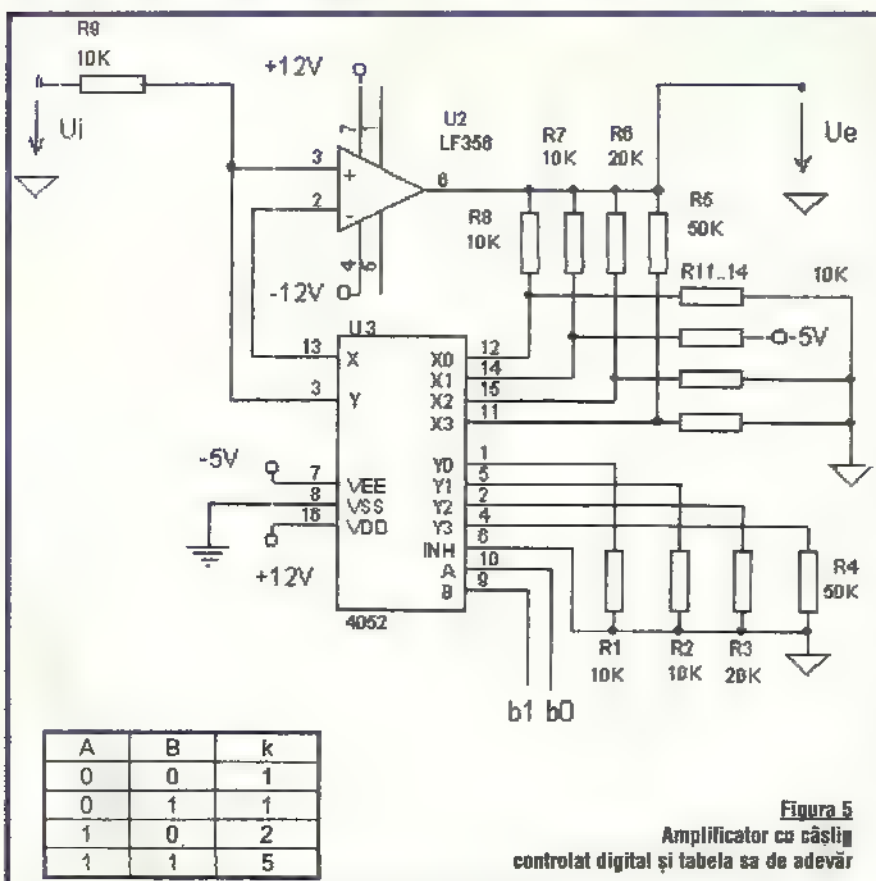 R9
10K
+12V
Ui
7
1
U2
LF356
R7
10K
R6
20K
Ue
3
+
2
-
6
R8
10K
R5
50K
4
5
-12V
R11..14
10K
-5V
U3
13
X
X0
12
X1
14
X2
15
X3
11
3
Y
Y0
1
Y1
5
Y2
2
Y3
4
-5V
7
VEE
8
VSS
16
VDD
INH
6
A
10
B
9
+12V
4052
R4
50K
R1
10K
R2
10K
R3
20K
b1 b0
A B k
0 0 1
0 1 1
1 0 2
1 1 5
Figura 5
Amplificator cu câştig
controlat digital şi tabela sa de adevăr